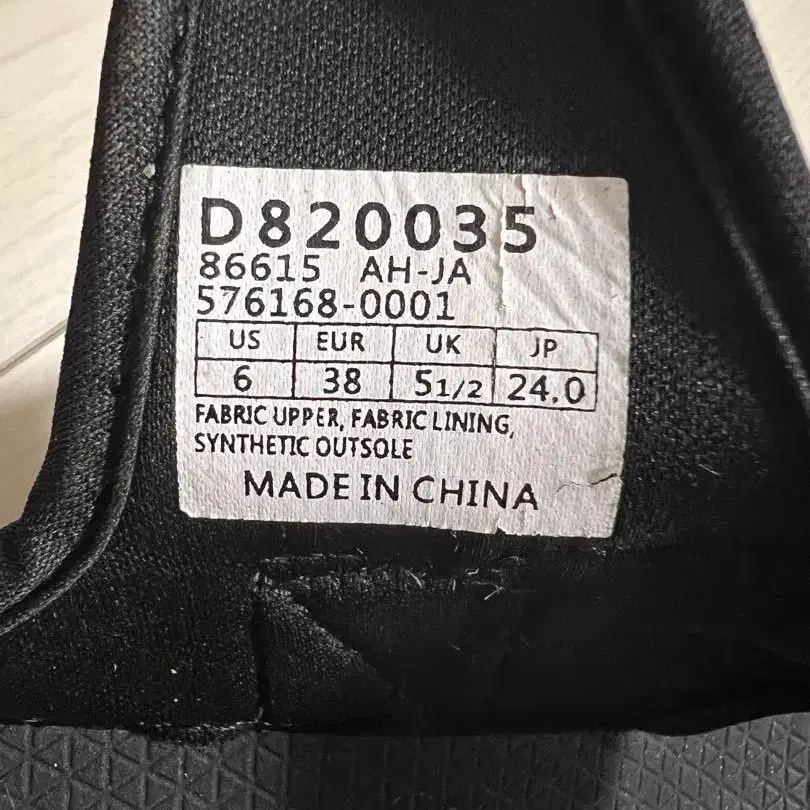 D820035
86615 AH-JA
576168-0001
US EUR UK JP
6 38 5 1/2 24.0
FABRIC UPPER, FABRIC LINING,
SYNTHETIC OUTSOLE
MADE IN CHINA